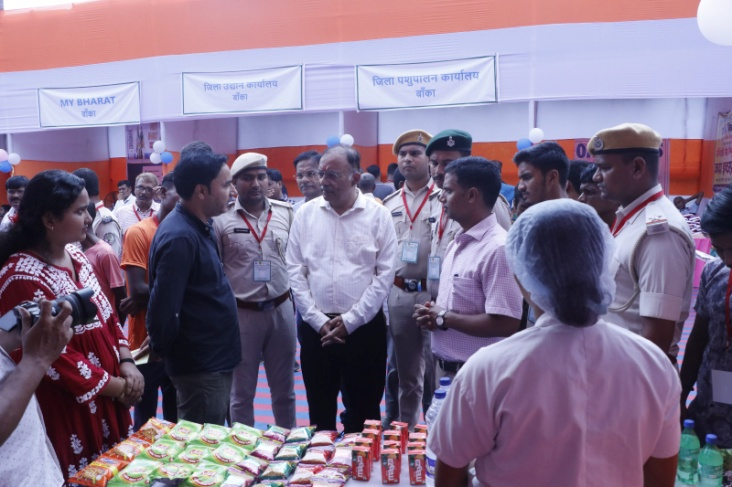 MY BHARAT
बाँका
जिला उद्यान कार्यालय
बाँका
जिला पशुपालन कार्यालय
बाँका